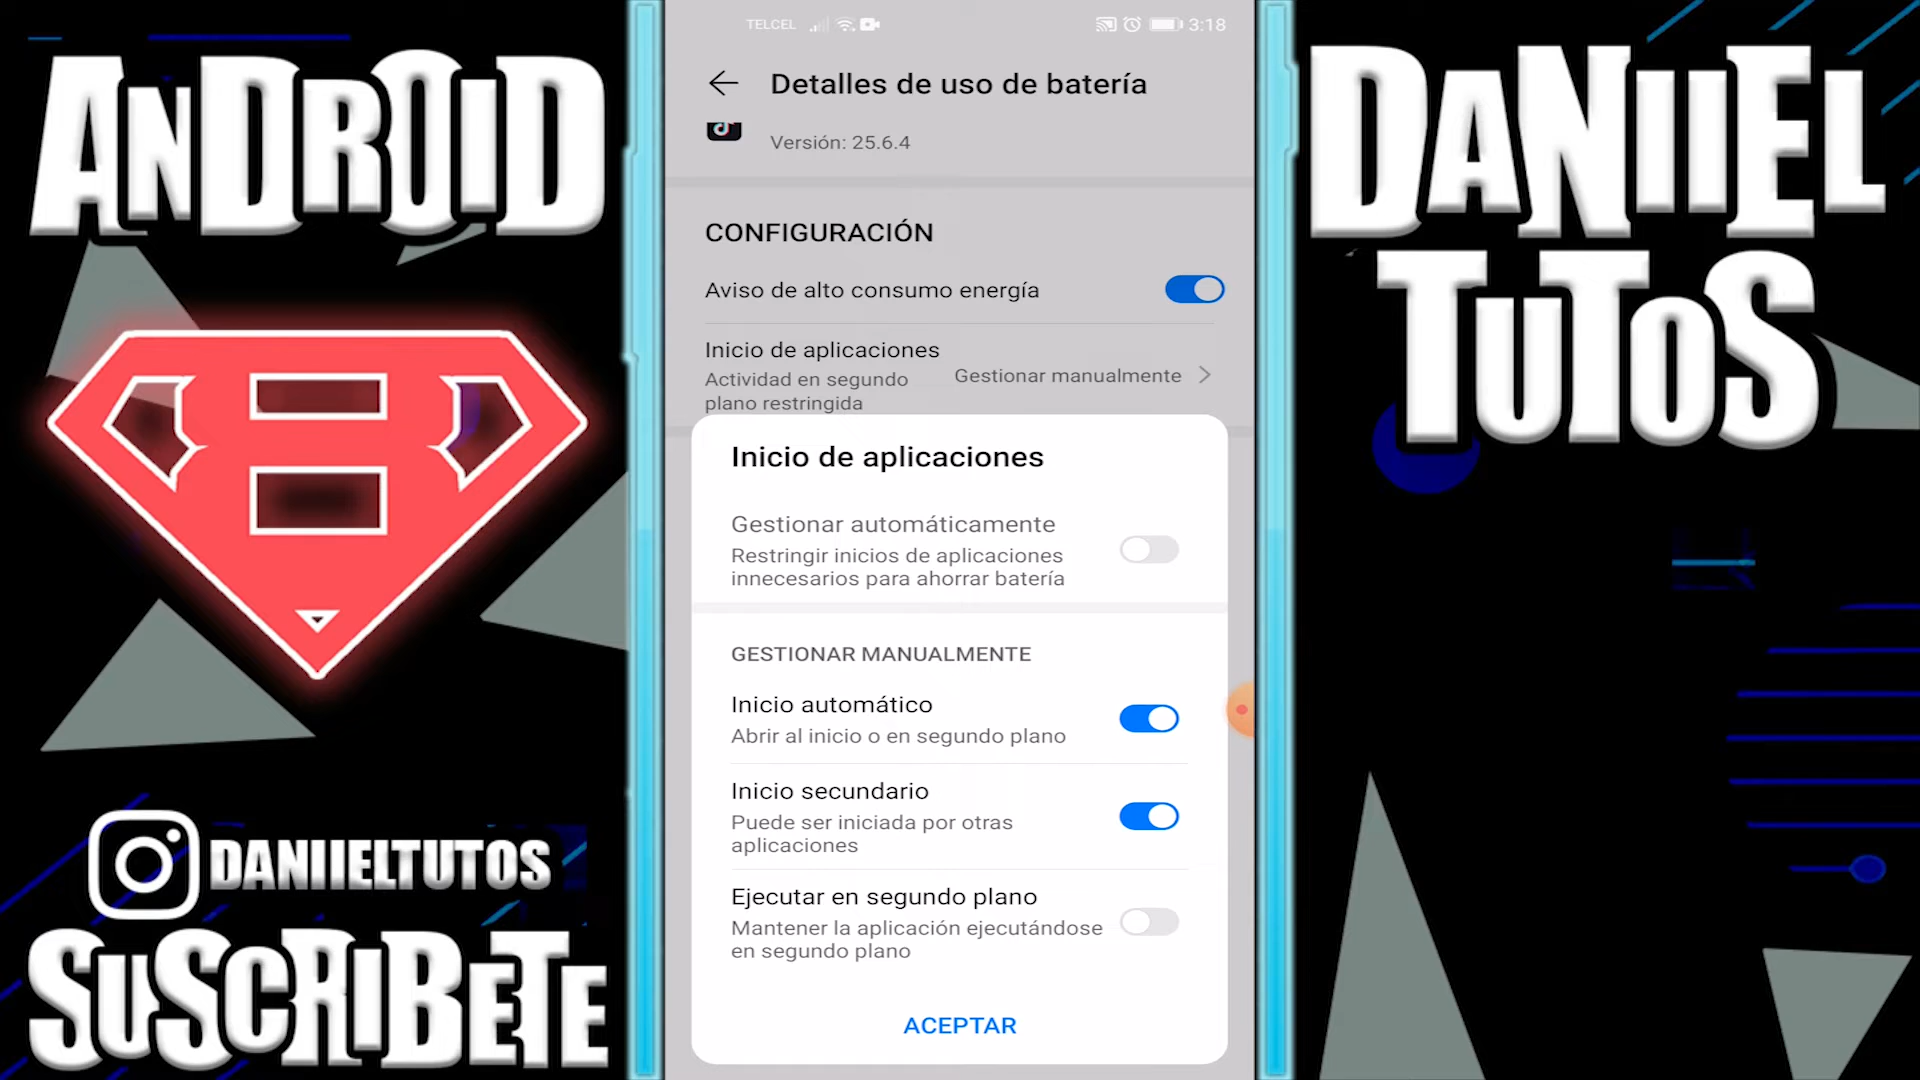 ANDROID
DANIIELTUTOS
SUSCRIBETE
TELCEL
3:18
Detalles de uso de batería
Versión: 25.6.4
CONFIGURACIÓN
Aviso de alto consumo energía
Inicio de aplicaciones
Actividad en segundo
plano restringida
Gestionar manualmente
Inicio de aplicaciones
Gestionar automáticamente
Restringir inicios de aplicaciones
innecesarios para ahorrar batería
GESTIONAR MANUALMENTE
Inicio automático
Abrir al inicio o en segundo plano
Inicio secundario
Puede ser iniciada por otras
aplicaciones
Ejecutar en segundo plano
Mantener la aplicación ejecutándose
en segundo plano
ACEPTAR
DANIIEL
TUTOS